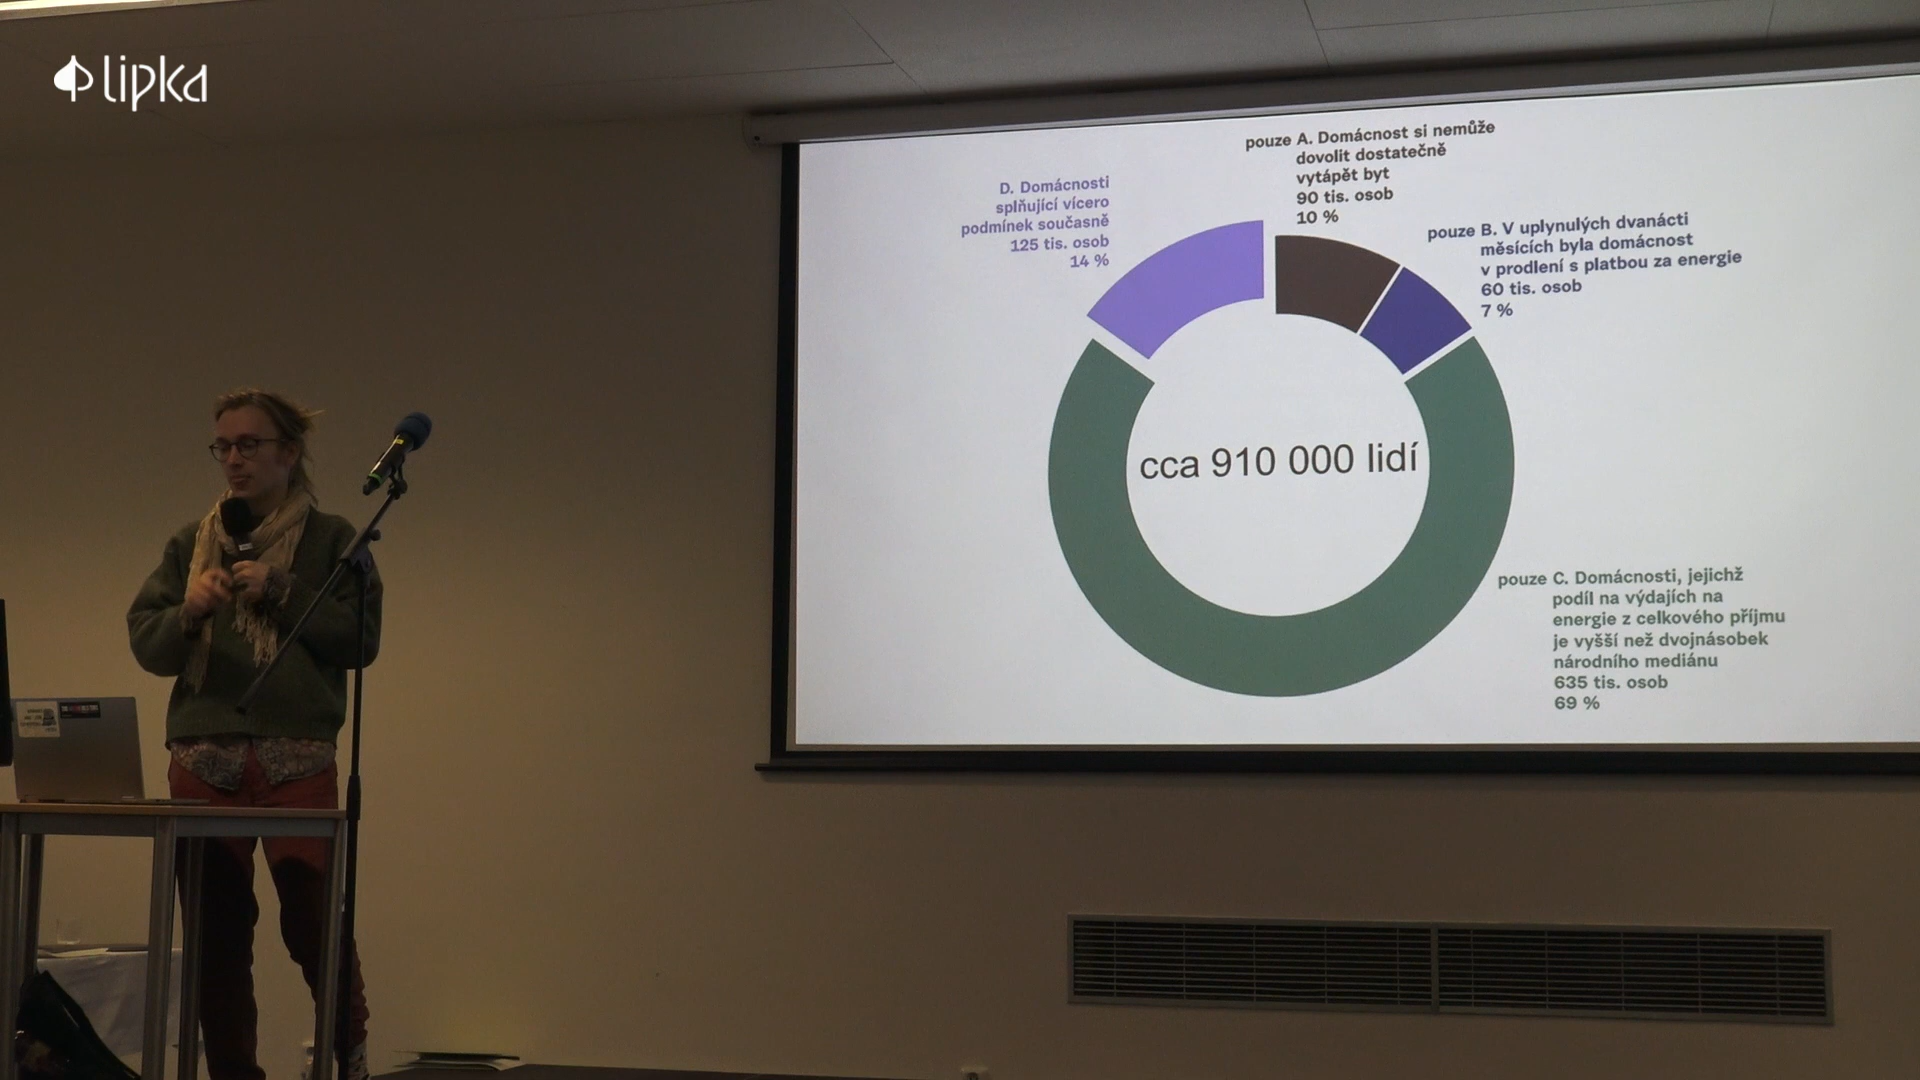 lipka
pouze A. Domácnost si nemůže
dovolit dostatečně
vytápět byt
90 tis. osob
10 %
D. Domácnosti
splňující vícero
podmínek současně
125 tis. osob
14 %
pouze B. V uplynulých dvanácti
měsících byla domácnost
v prodlení s platbou za energie
60 tis. osob
7 %
cca 910 000 lidí
pouze C. Domácnosti, jejichž
podíl na výdajích na
energie z celkového příjmu
je vyšší než dvojnásobek
národního mediánu
635 tis. osob
69 %